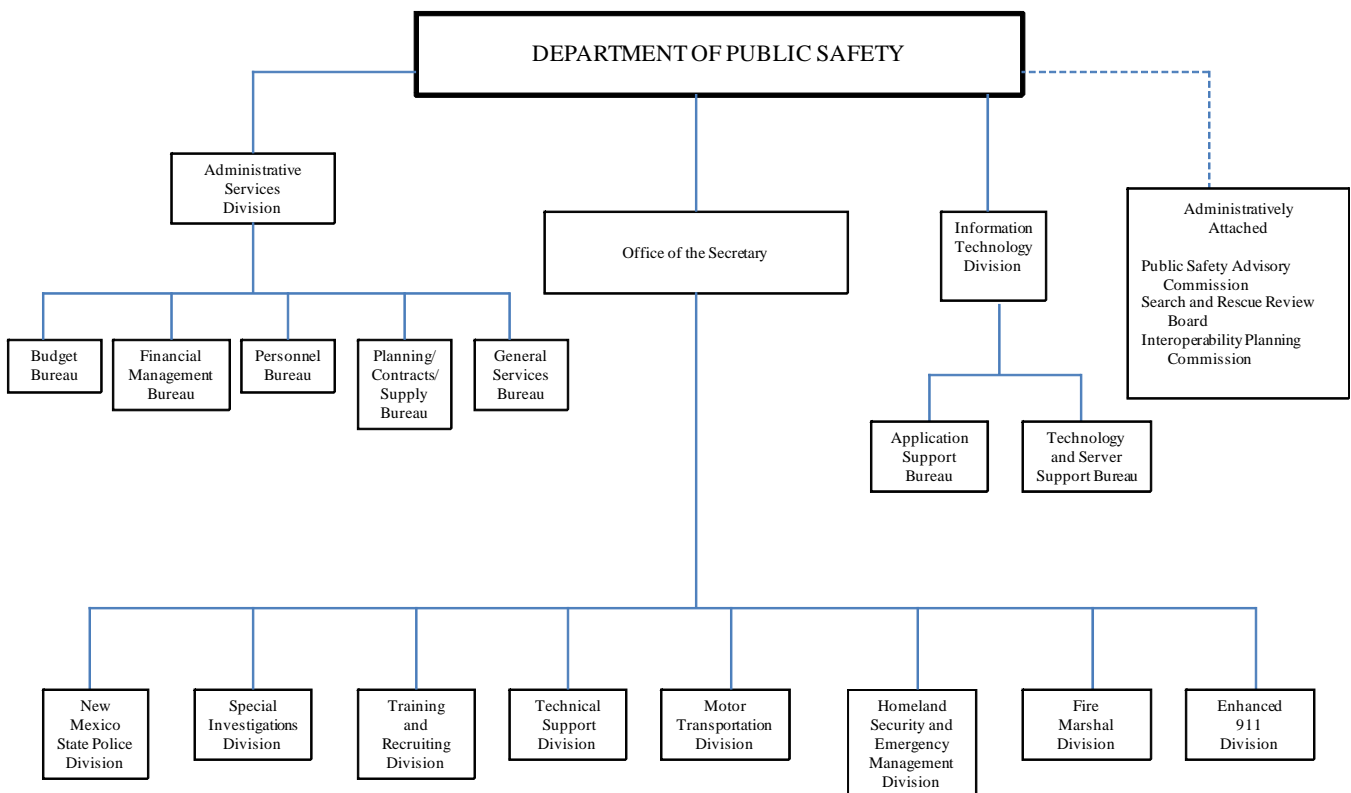 DEPARTMENT OF PUBLIC SAFETY
Administrative
Services
Division
Office of the Secretary
Information
Technology
Division
Administratively
Attached
Public Safety Advisory
Commission
Search and Rescue Review
Board
Interoperability Planning
Commission
Budget
Bureau
Financial
Management
Bureau
Personnel
Bureau
Planning/
Contracts/
Supply
Bureau
General
Services
Bureau
Application
Support
Bureau
Technology
and Server
Support Bureau
New
Mexico
State Police
Division
Special
Investigations
Division
Training
and
Recruiting
Division
Technical
Support
Division
Motor
Transportation
Division
Homeland
Security and
Emergency
Management
Division
Fire
Marshal
Division
Enhanced
911
Division